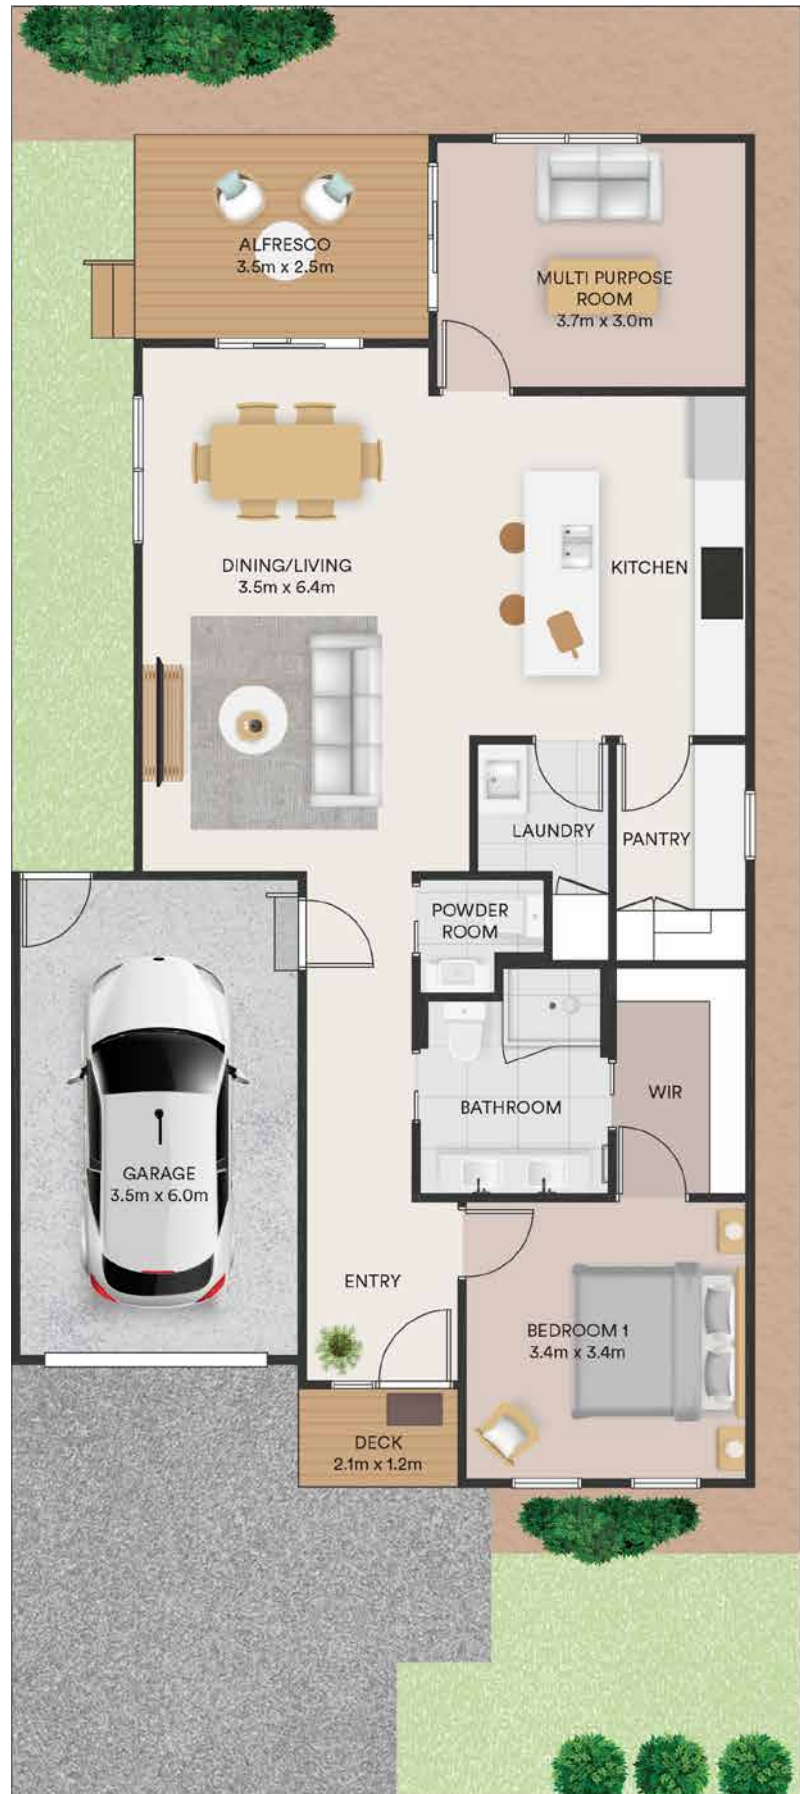 ALFRESCO
3.5m x 2.5m
MULTI PURPOSE
ROOM
3.7m x 3.0m
DINING/LIVING
3.5m x 6.4m
KITCHEN
LAUNDRY
PANTRY
POWDER
ROOM
BATHROOM
WIR
GARAGE
3.5m x 6.0m
ENTRY
BEDROOM 1
3.4m x 3.4m
DECK
2.1m x 1.2m